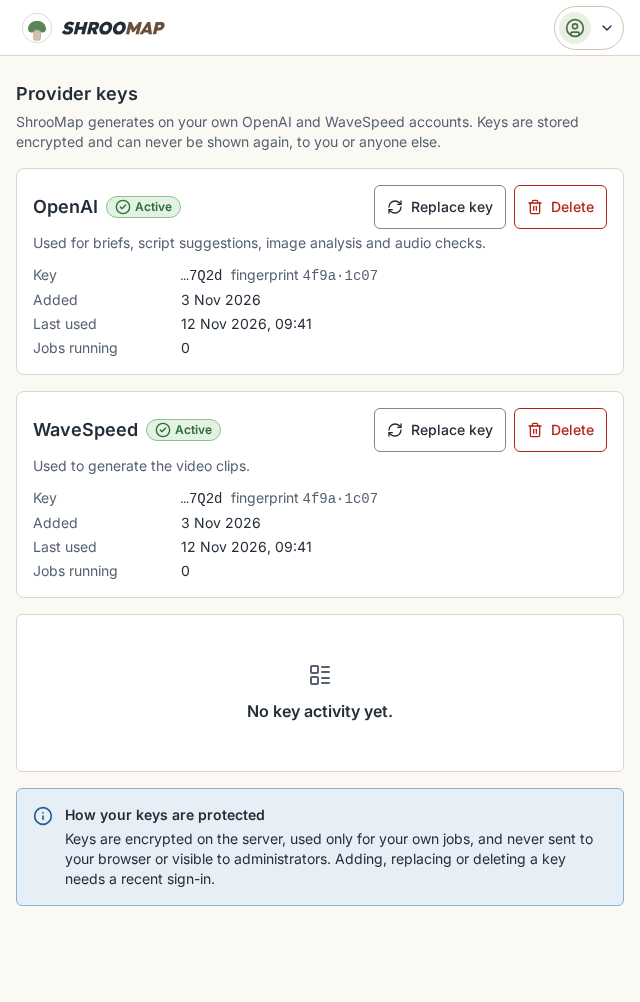 SHROOMAP
Provider keys
ShrooMap generates on your own OpenAI and WaveSpeed accounts. Keys are stored
encrypted and can never be shown again, to you or anyone else.
OpenAI Active Replace key Delete
Used for briefs, script suggestions, image analysis and audio checks.
Key …7Q2d fingerprint 4f9a·1c07
Added 3 Nov 2026
Last used 12 Nov 2026, 09:41
Jobs running 0
WaveSpeed Active Replace key Delete
Used to generate the video clips.
Key …7Q2d fingerprint 4f9a·1c07
Added 3 Nov 2026
Last used 12 Nov 2026, 09:41
Jobs running 0
No key activity yet.
How your keys are protected
Keys are encrypted on the server, used only for your own jobs, and never sent to
your browser or visible to administrators. Adding, replacing or deleting a key
needs a recent sign-in.